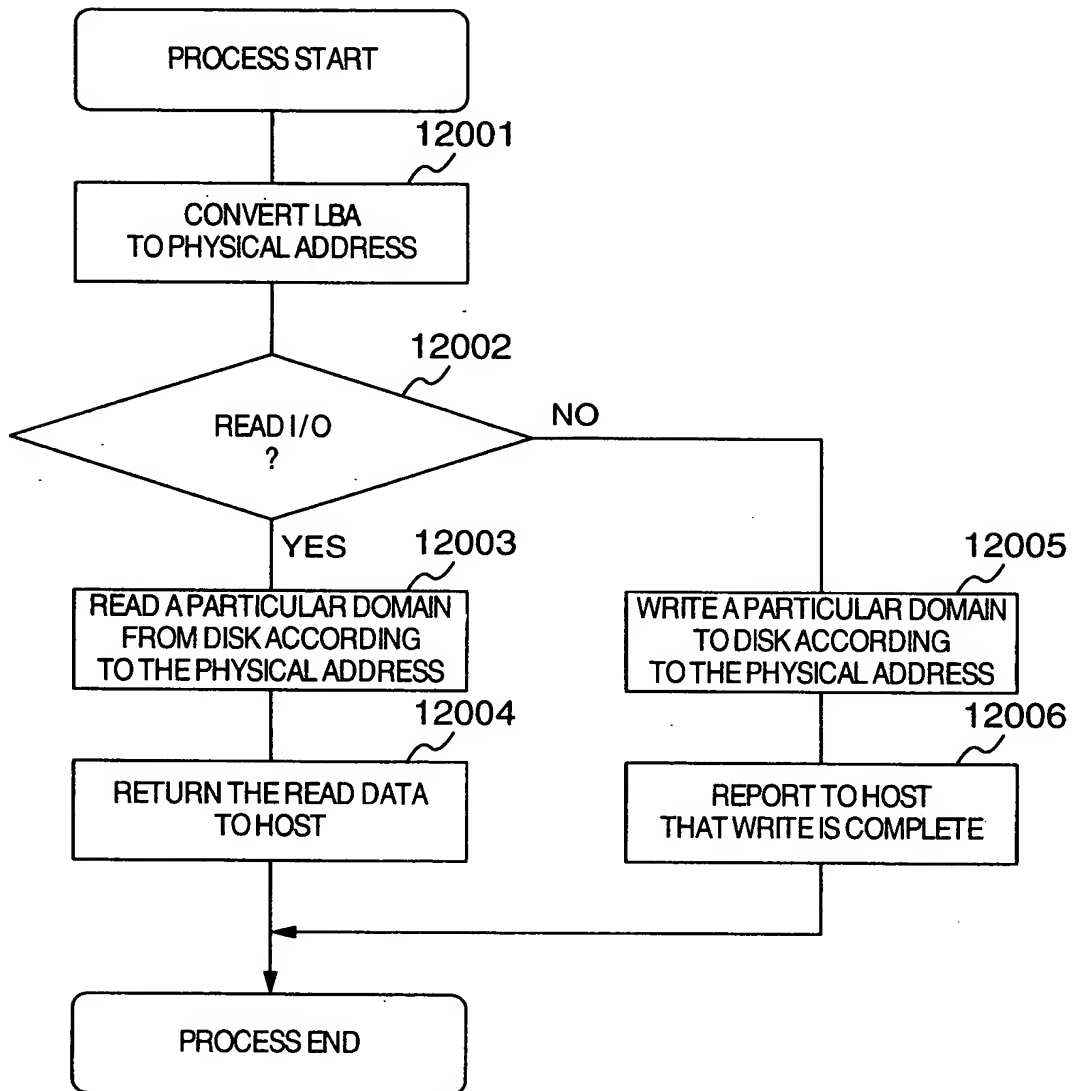 PROCESS START
12001
CONVERT LBA
TO PHYSICAL ADDRESS
12002
READ I/O
?
NO
YES
12003
READ A PARTICULAR DOMAIN
FROM DISK ACCORDING
TO THE PHYSICAL ADDRESS
12005
WRITE A PARTICULAR DOMAIN
TO DISK ACCORDING
TO THE PHYSICAL ADDRESS
12004
RETURN THE READ DATA
TO HOST
12006
REPORT TO HOST
THAT WRITE IS COMPLETE
PROCESS END